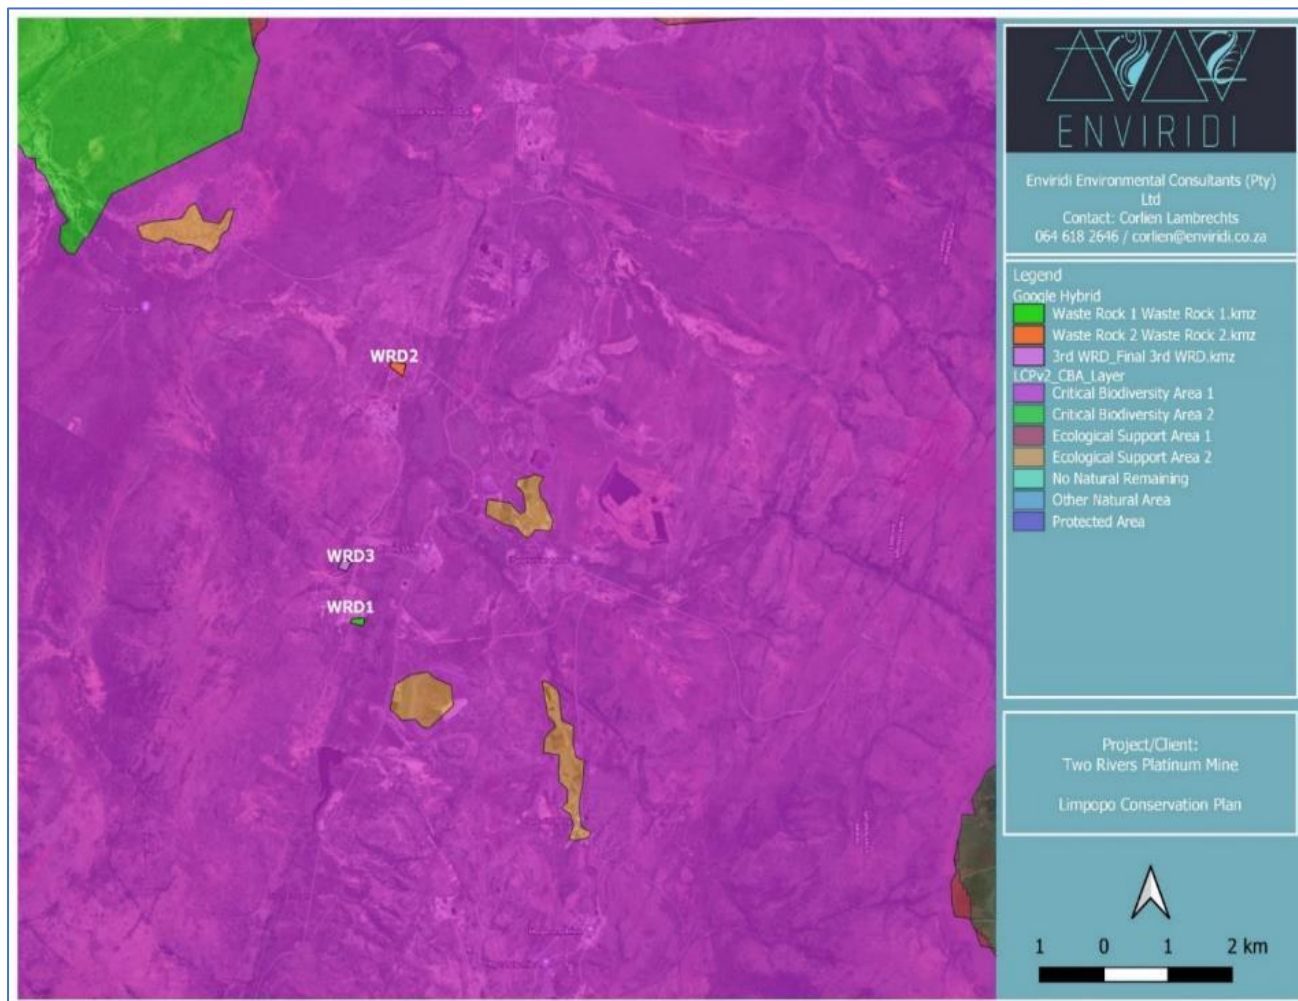 WRD2
WRD3
WRD1
ENVIRIDI
Enviridi Environmental Consultants (Pty)
Ltd
Contact: Corlien Lambrechts
064 618 2646 / corlien@enviridi.co.za
Legend
Google Hybrid
Waste Rock 1 Waste Rock 1.kmz
Waste Rock 2 Waste Rock 2.kmz
3rd WRD_Final 3rd WRD.kmz
LCPv2_CBA_Layer
Critical Biodiversity Area 1
Critical Biodiversity Area 2
Ecological Support Area 1
Ecological Support Area 2
No Natural Remaining
Other Natural Area
Protected Area
Project/Client:
Two Rivers Platinum Mine
Limpopo Conservation Plan
1 0 1 2 km